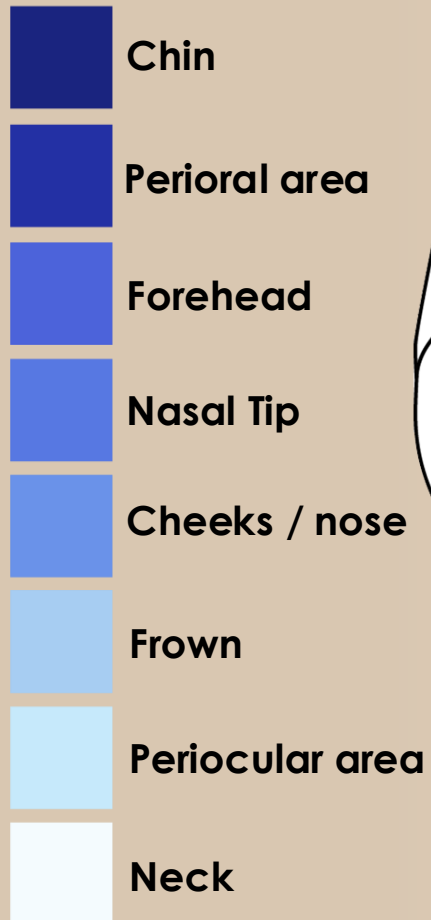 Chin
Perioral area
Forehead
Nasal Tip
Cheeks / nose
Frown
Periocular area
Neck